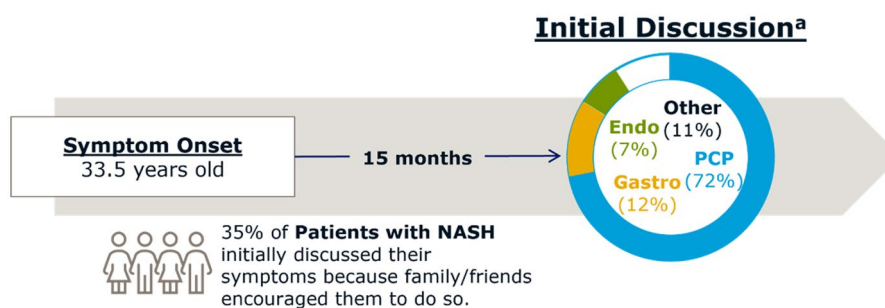 Initial Discussionª
Symptom Onset
33.5 years old
15 months
Other
(11%)
Endo
(7%)
PCP
(72%)
Gastro
(12%)
35% of Patients with NASH
initially discussed their
symptoms because family/friends
encouraged them to do so.